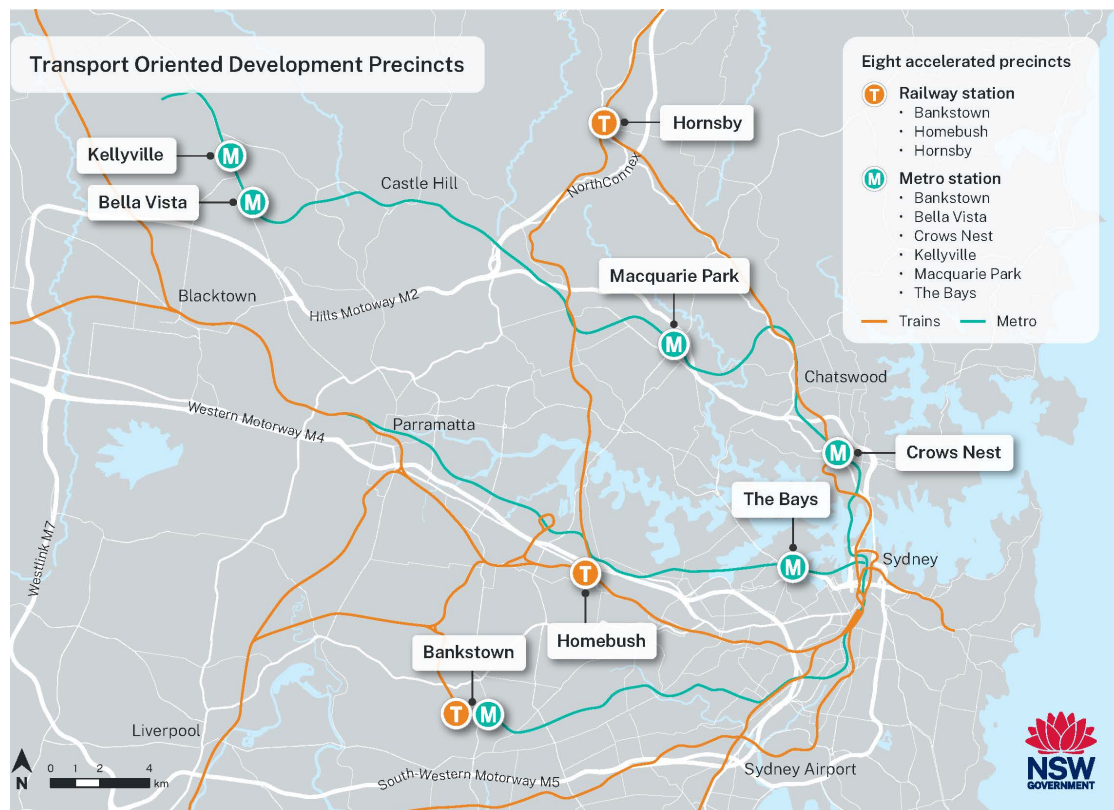 Transport Oriented Development Precincts
Eight accelerated precincts
T Railway station
· Bankstown
· Homebush
· Hornsby
M Metro station
· Bankstown
· Bella Vista
· Crows Nest
· Kellyville
· Macquarie Park
· The Bays
Trains Metro
T Hornsby
Kellyville M
Bella Vista M
Castle Hill
NorthConnex
Macquarie Park
M
Blacktown
Hills Motoway M2
Chatswood
Western Motorway M4
Parramatta
M Crows Nest
The Bays
M
Sydney
Westlink M7
T
Homebush
Bankstown
T M
Liverpool
South-Western Motorway M5
Sydney Airport
N
0 1 2 4
km
NSW
GOVERNMENT